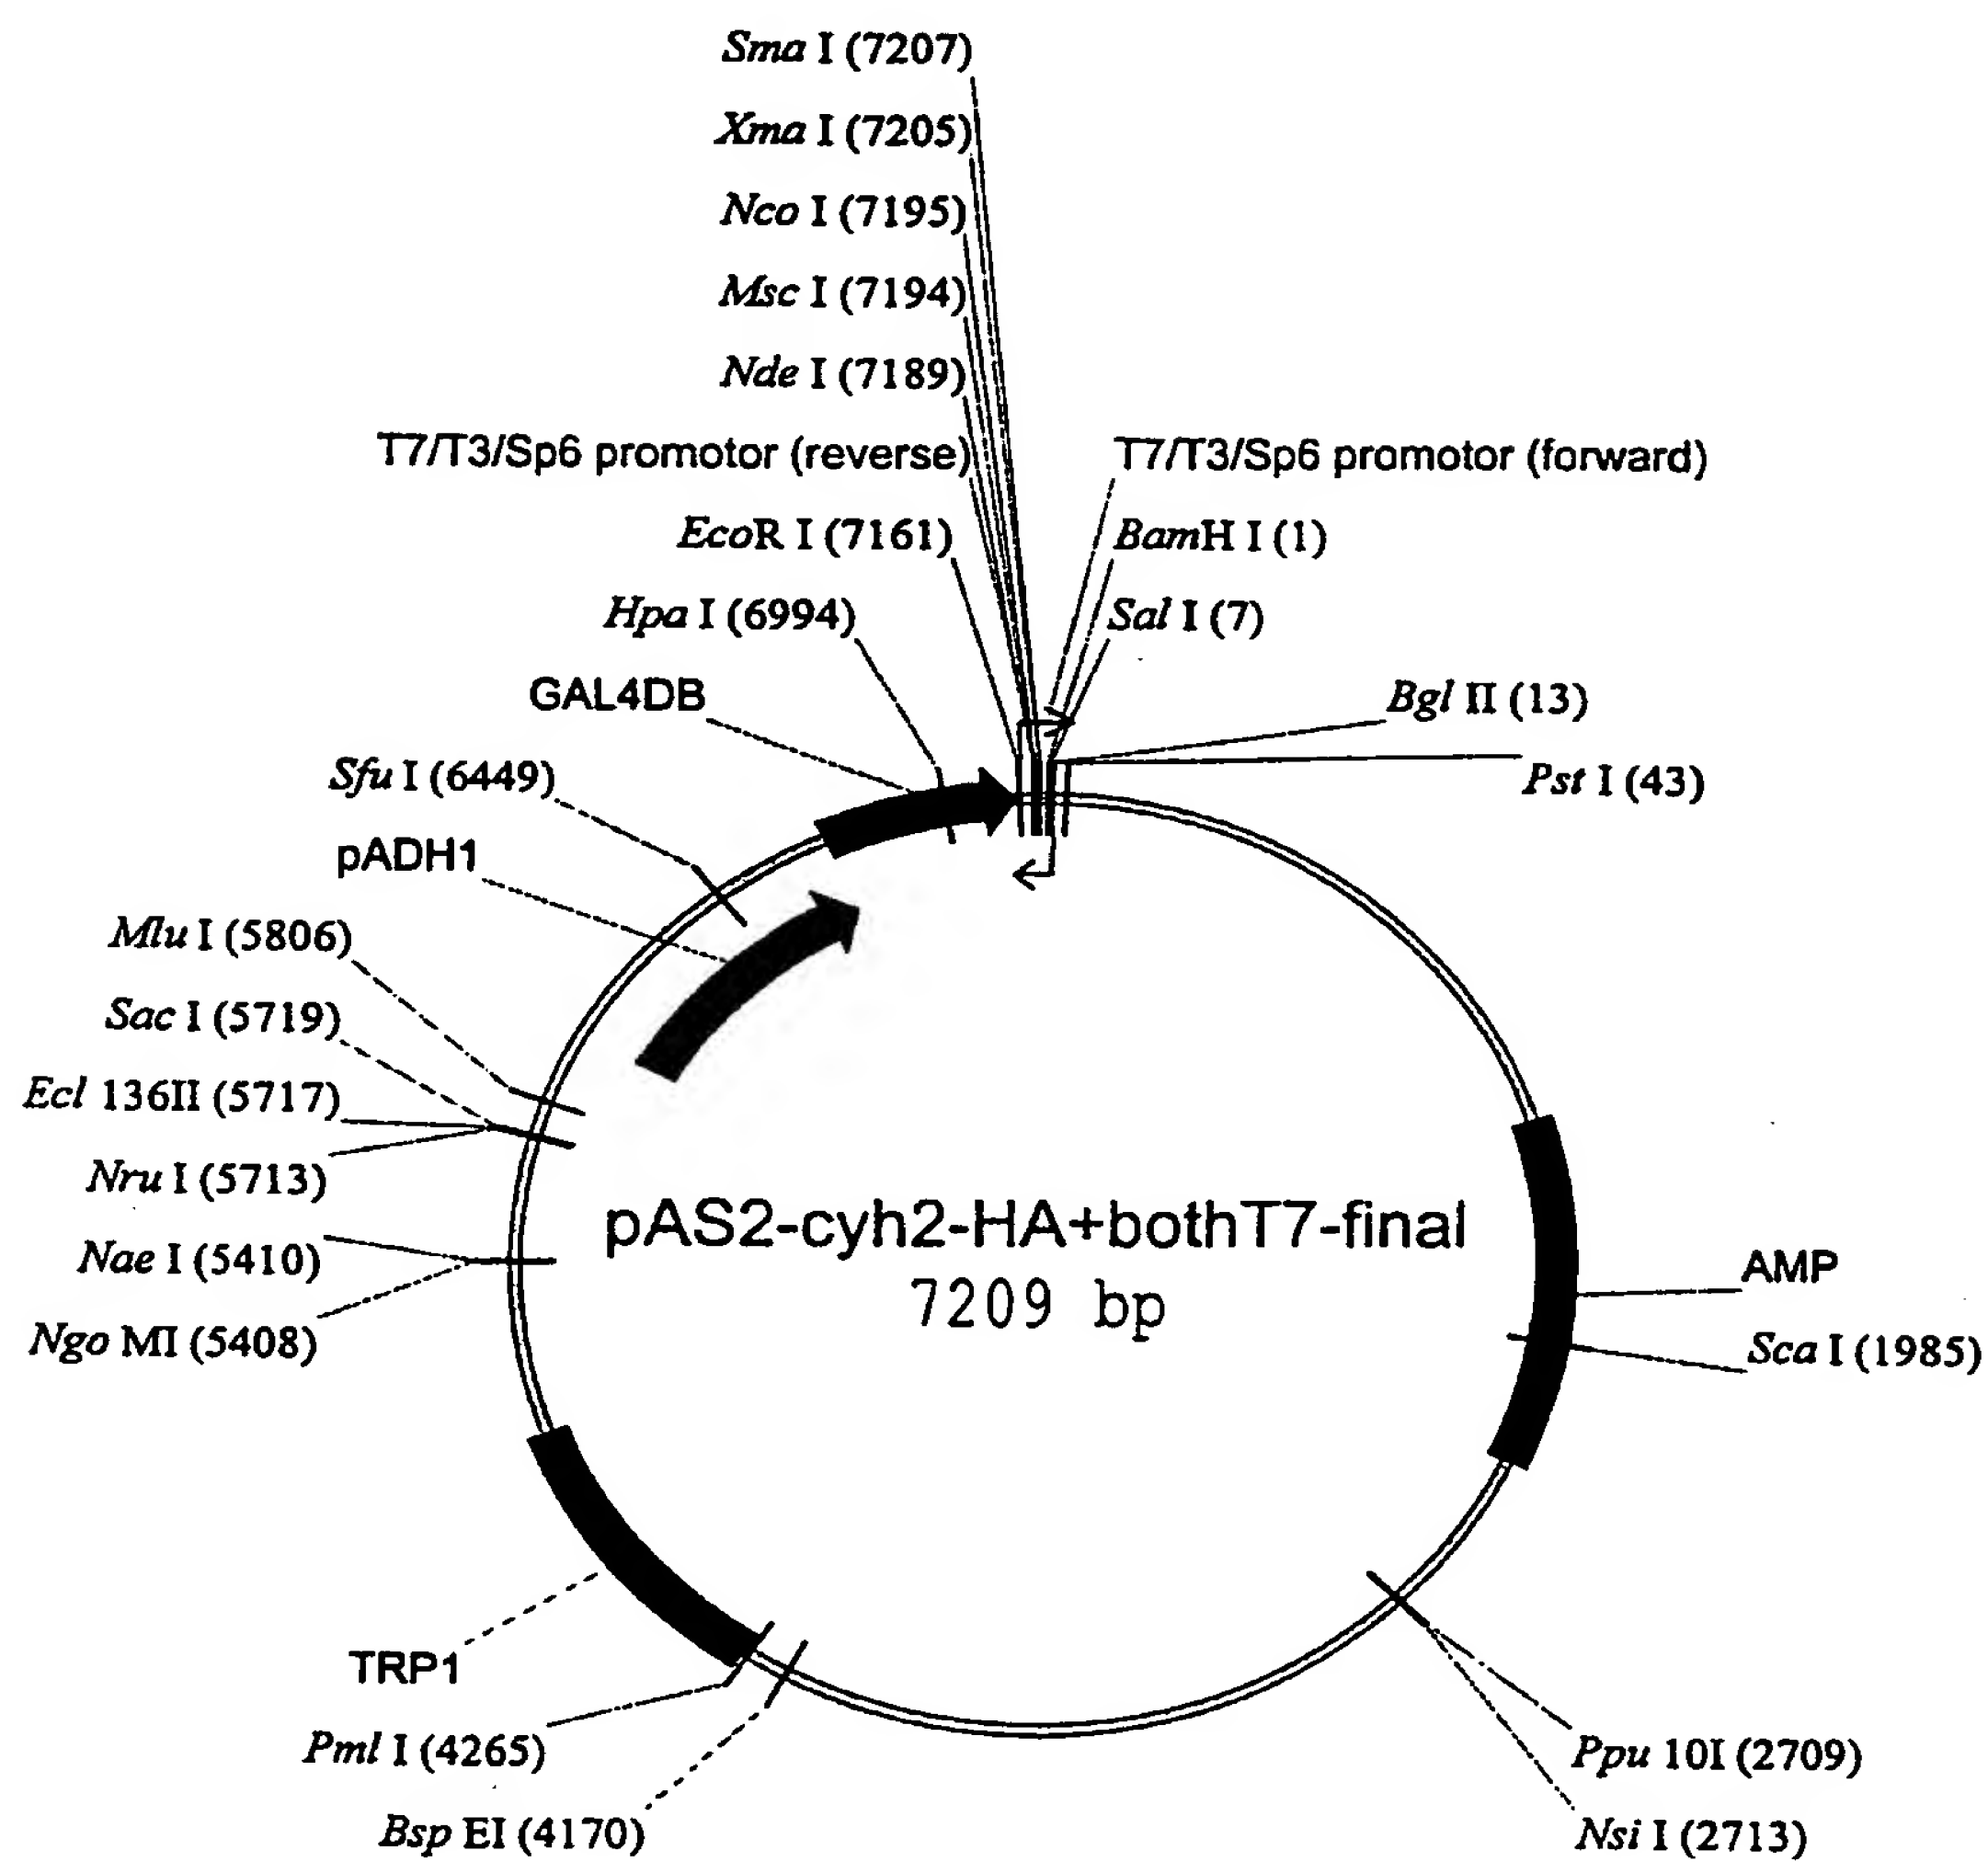 Sma I (7207)
Xma I (7205)
Nco I (7195)
Msc I (7194)
Nde I (7189)
T7/T3/Sp6 promotor (reverse)
T7/T3/Sp6 promotor (forward)
EcoR I (7161)
BamH I (1)
Hpa I (6994)
Sal I (7)
GAL4DB
Bgl II (13)
Sfu I (6449)
Pst I (43)
pADH1
Mlu I (5806)
Sac I (5719)
Ecl 136II (5717)
Nru I (5713)
pAS2-cyh2-HA+bothT7-final
7209 bp
Nae I (5410)
AMP
Ngo MI (5408)
Sca I (1985)
TRP1
Pml I (4265)
Ppu 10I (2709)
Bsp EI (4170)
Nsi I (2713)